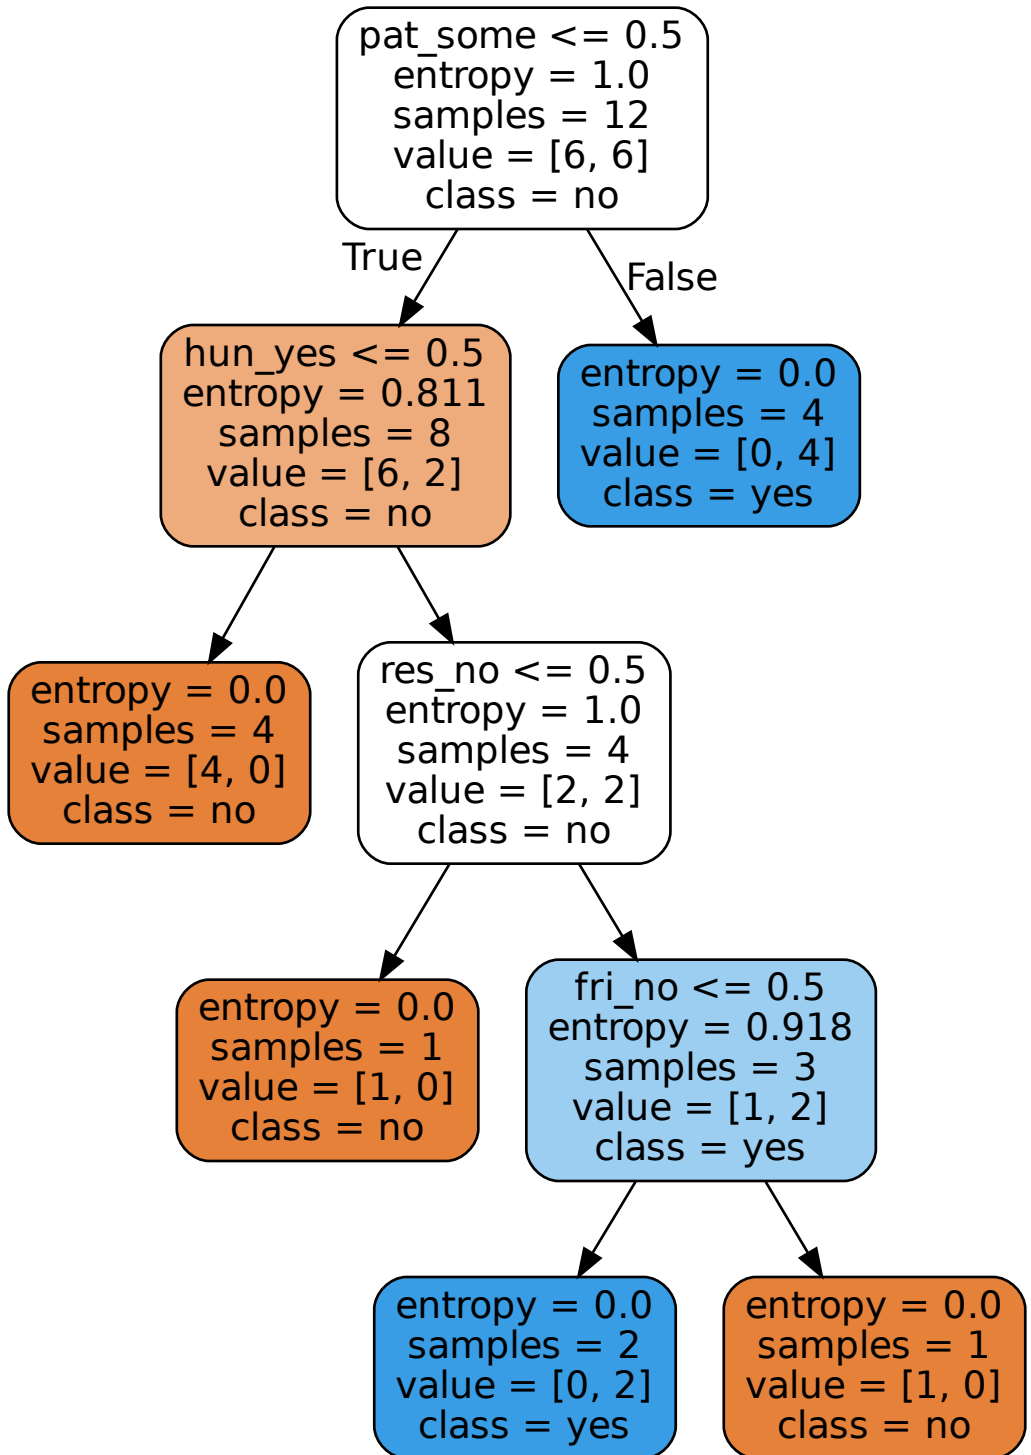 pat_some <= 0.5
entropy = 1.0
samples = 12
value = [6, 6]
class = no
True
False
hun_yes <= 0.5
entropy = 0.811
samples = 8
value = [6, 2]
class = no
entropy = 0.0
samples = 4
value = [0, 4]
class = yes
entropy = 0.0
samples = 4
value = [4, 0]
class = no
res_no <= 0.5
entropy = 1.0
samples = 4
value = [2, 2]
class = no
entropy = 0.0
samples = 1
value = [1, 0]
class = no
fri_no <= 0.5
entropy = 0.918
samples = 3
value = [1, 2]
class = yes
entropy = 0.0
samples = 2
value = [0, 2]
class = yes
entropy = 0.0
samples = 1
value = [1, 0]
class = no